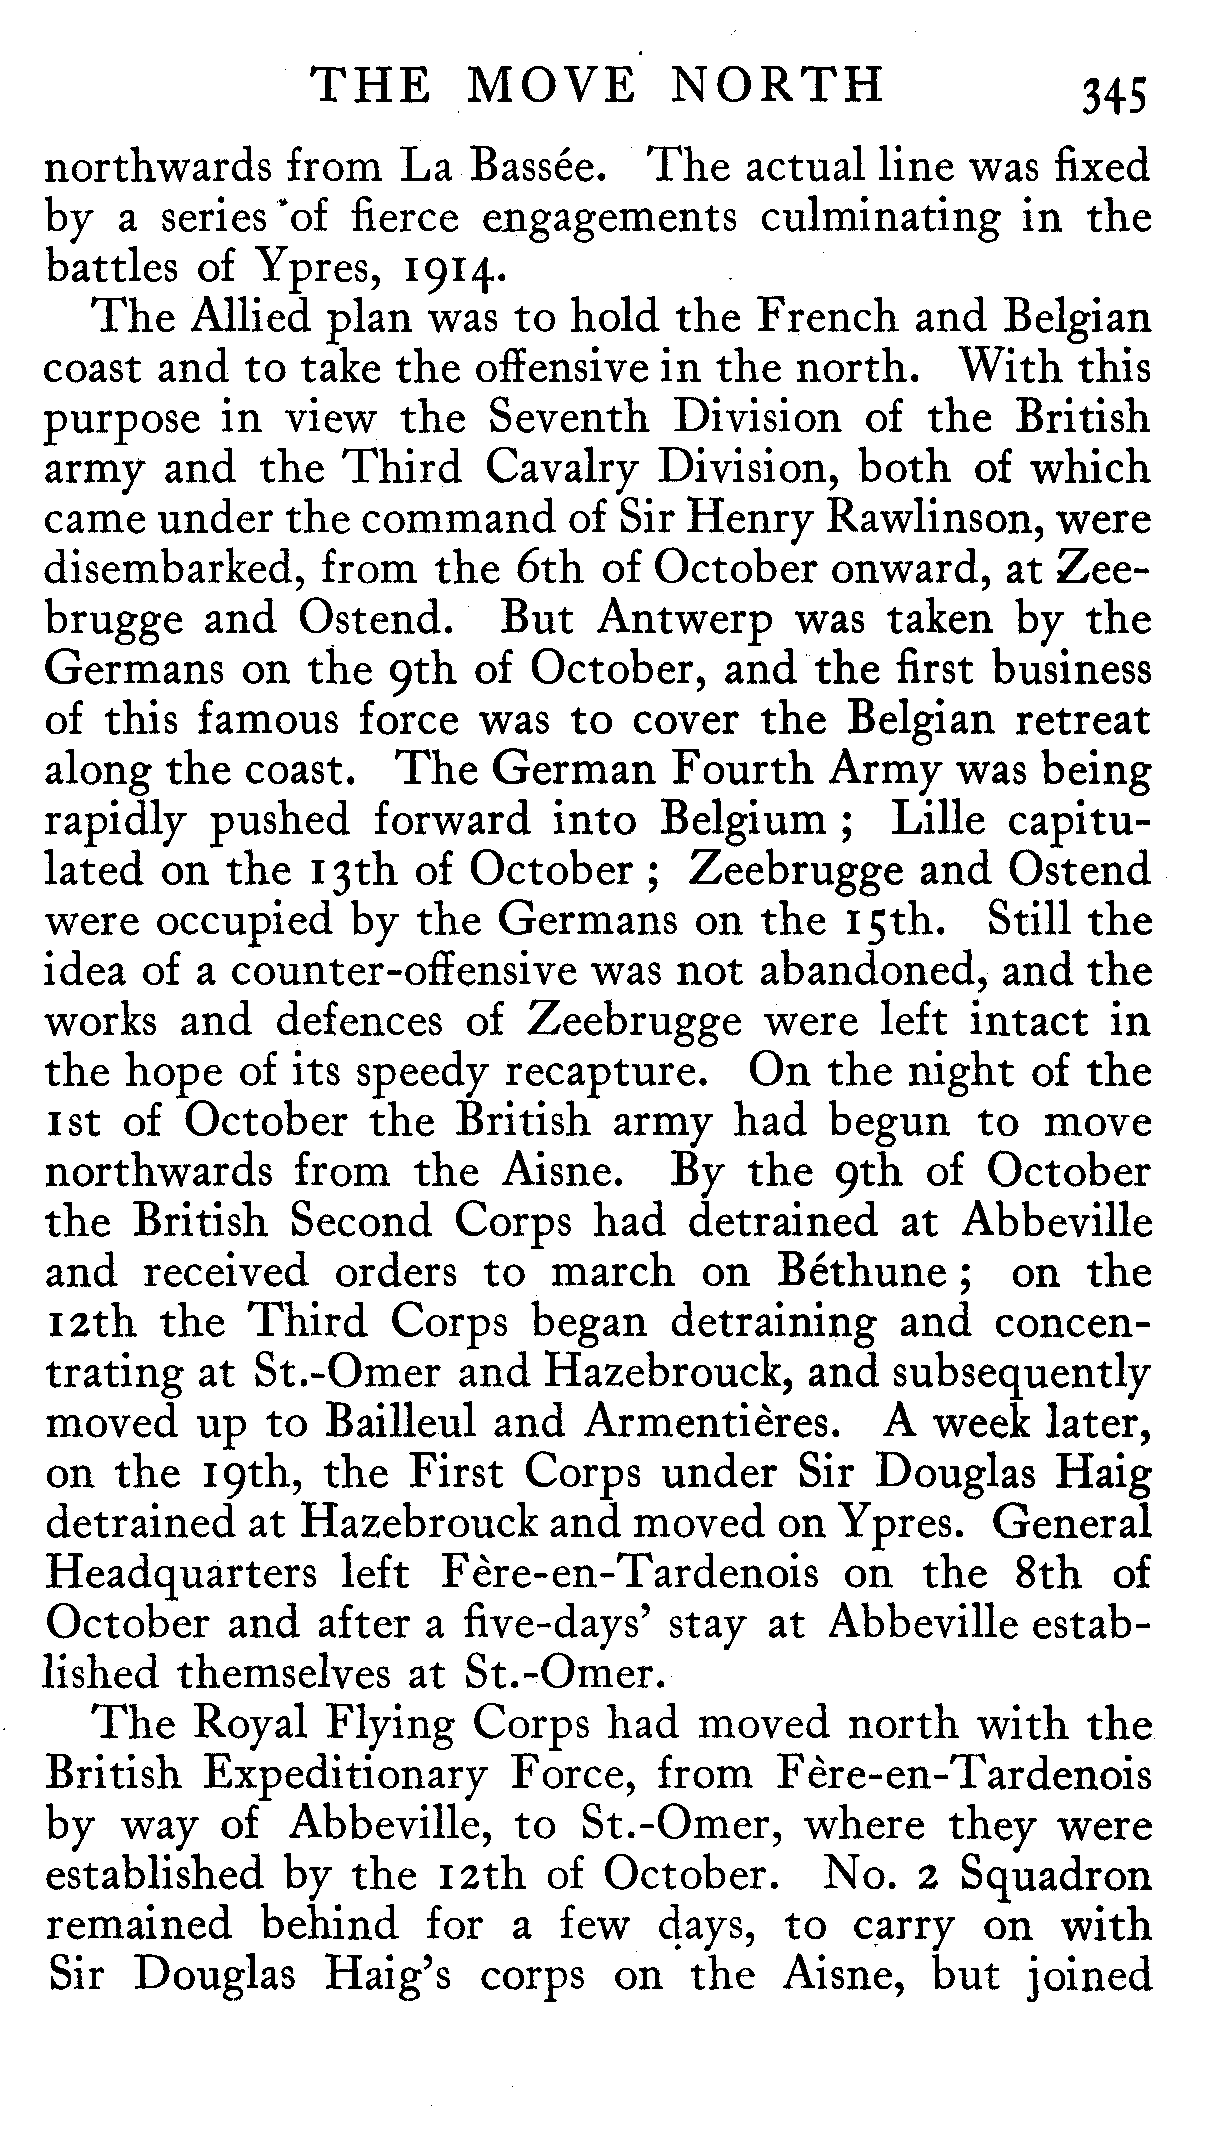 THE MOVE NORTH 345
northwards from La Bassée. The actual line was fixed
by a series of fierce engagements culminating in the
battles of Ypres, 1914.
The Allied plan was to hold the French and Belgian
coast and to take the offensive in the north. With this
purpose in view the Seventh Division of the British
army and the Third Cavalry Division, both of which
came under the command of Sir Henry Rawlinson, were
disembarked, from the 6th of October onward, at Zee-
brugge and Ostend. But Antwerp was taken by the
Germans on the 9th of October, and the first business
of this famous force was to cover the Belgian retreat
along the coast. The German Fourth Army was being
rapidly pushed forward into Belgium ; Lille capitu-
lated on the 13th of October ; Zeebrugge and Ostend
were occupied by the Germans on the 15th. Still the
idea of a counter-offensive was not abandoned, and the
works and defences of Zeebrugge were left intact in
the hope of its speedy recapture. On the night of the
1st of October the British army had begun to move
northwards from the Aisne. By the 9th of October
the British Second Corps had detrained at Abbeville
and received orders to march on Béthune ; on the
12th the Third Corps began detraining and concen-
trating at St.-Omer and Hazebrouck, and subsequently
moved up to Bailleul and Armentières. A week later,
on the 19th, the First Corps under Sir Douglas Haig
detrained at Hazebrouck and moved on Ypres. General
Headquarters left Fère-en-Tardenois on the 8th of
October and after a five-days' stay at Abbeville estab-
lished themselves at St.-Omer.
The Royal Flying Corps had moved north with the
British Expeditionary Force, from Fère-en-Tardenois
by way of Abbeville, to St.-Omer, where they were
established by the 12th of October. No. 2 Squadron
remained behind for a few days, to carry on with
Sir Douglas Haig's corps on the Aisne, but joined